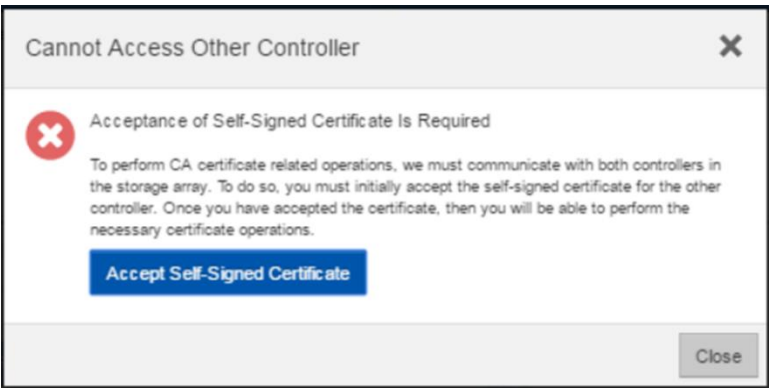 Cannot Access Other Controller
Acceptance of Self-Signed Certificate Is Required
To perform CA certificate related operations, we must communicate with both controllers in
the storage array. To do so, you must initially accept the self-signed certificate for the other
controller. Once you have accepted the certificate, then you will be able to perform the
necessary certificate operations.
Accept Self-Signed Certificate
Close